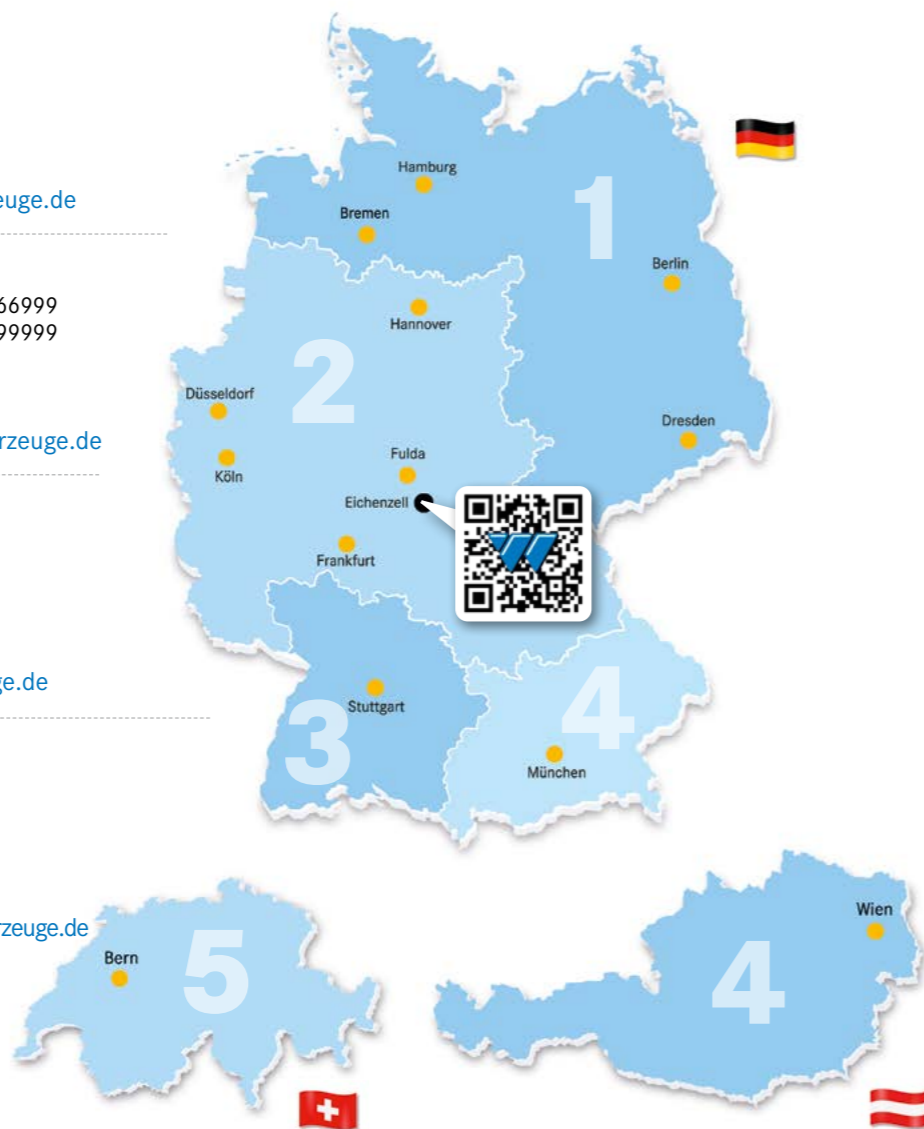 Hamburg
1
euge.de
Bremen
Berlin
66999
Hannover
99999
2
Düsseldorf
Dresden
rzeuge.de
Fulda
Köln
Eichenzell
Frankfurt
ge.de
3
Stuttgart
4
München
rzeuge.de
Bern
5
Wien
4